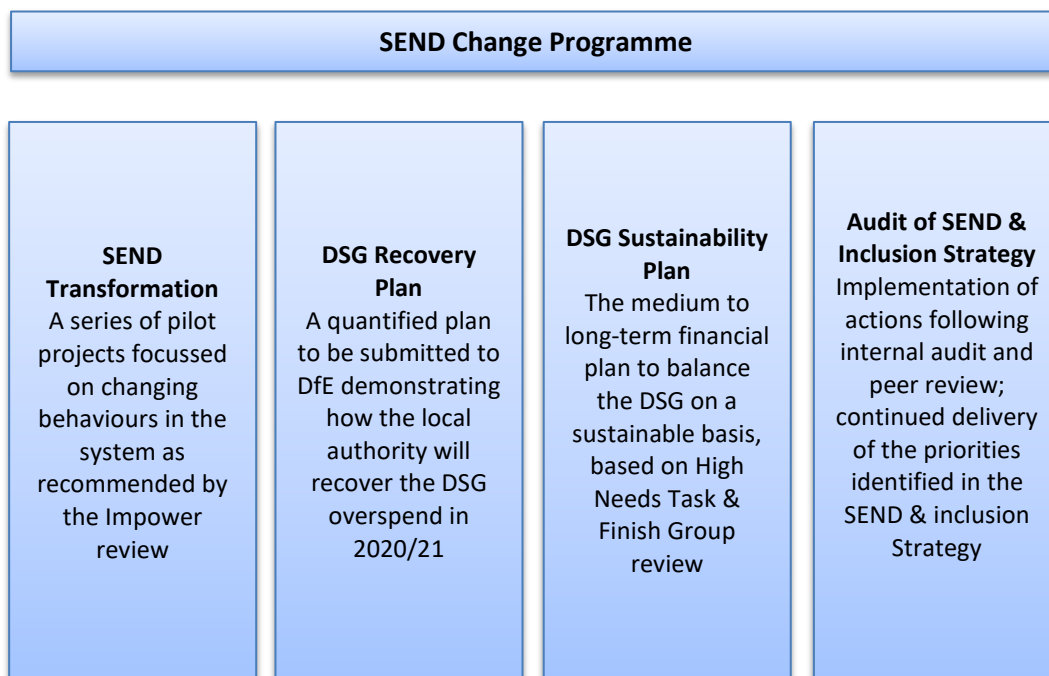 SEND Change Programme
SEND
Transformation
A series of pilot
projects focussed
on changing
behaviours in the
system as
recommended by
the Impower
review
DSG Recovery
Plan
A quantified plan
to be submitted to
DfE demonstrating
how the local
authority will
recover the DSG
overspend in
2020/21
DSG Sustainability
Plan
The medium to
long-term financial
plan to balance
the DSG on a
sustainable basis,
based on High
Needs Task &
Finish Group
review
Audit of SEND &
Inclusion Strategy
Implementation of
actions following
internal audit and
peer review;
continued delivery
of the priorities
identified in the
SEND & inclusion
Strategy